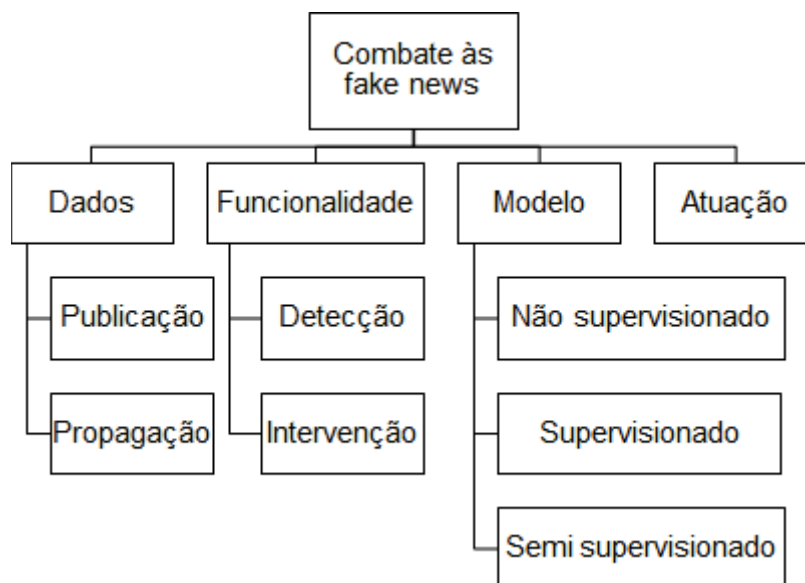 Combate às
fake news
Dados
Funcionalidade
Modelo
Atuação
Publicação
Detecção
Não supervisionado
Propagação
Intervenção
Supervisionado
Semi supervisionado